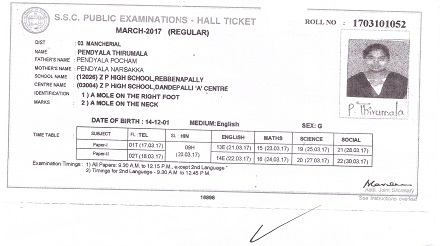 S.S.C. PUBLIC EXAMINATIONS - HALL TICKET
MARCH-2017 (REGULAR)
ROLL NO : 1703101052
DIST : 03 MANCHERIAL
NAME : PENDYALA THIRUMALA
FATHER'S NAME : PENDYALA POCHAM
MOTHER'S NAME : PENDYALA NARSAKKA
SCHOOL NAME : (12026) Z P HIGH SCHOOL,REBBENAPALLY
CENTRE NAME : (03004) Z P HIGH SCHOOL,DANDEPALLI 'A' CENTRE
IDENTIFICATION : 1 ) A MOLE ON THE RIGHT FOOT
MARKS : 2 ) A MOLE ON THE NECK
P. Thirumala
DATE OF BIRTH : 14-12-01 MEDIUM:English SEX: G
TIME TABLE
SUBJECT FL : TEL SL : HIN ENGLISH MATHS SCIENCE SOCIAL
Paper-I 01T (17.03.17) 09H (20.03.17) 13E (21.03.17) 15 (23.03.17) 19 (25.03.17) 21 (28.03.17)
Paper-II 02T (18.03.17) 14E (22.03.17) 16 (24.03.17) 20 (27.03.17) 22 (30.03.17)
Examination Timings : 1) All Papers: 9.30 A.M. to 12.15 P.M., except 2nd Language
2) Timings for 2nd Language - 9.30 A.M. to 12.45 P.M.
Addl. Joint Secretary
See Instructions overleaf